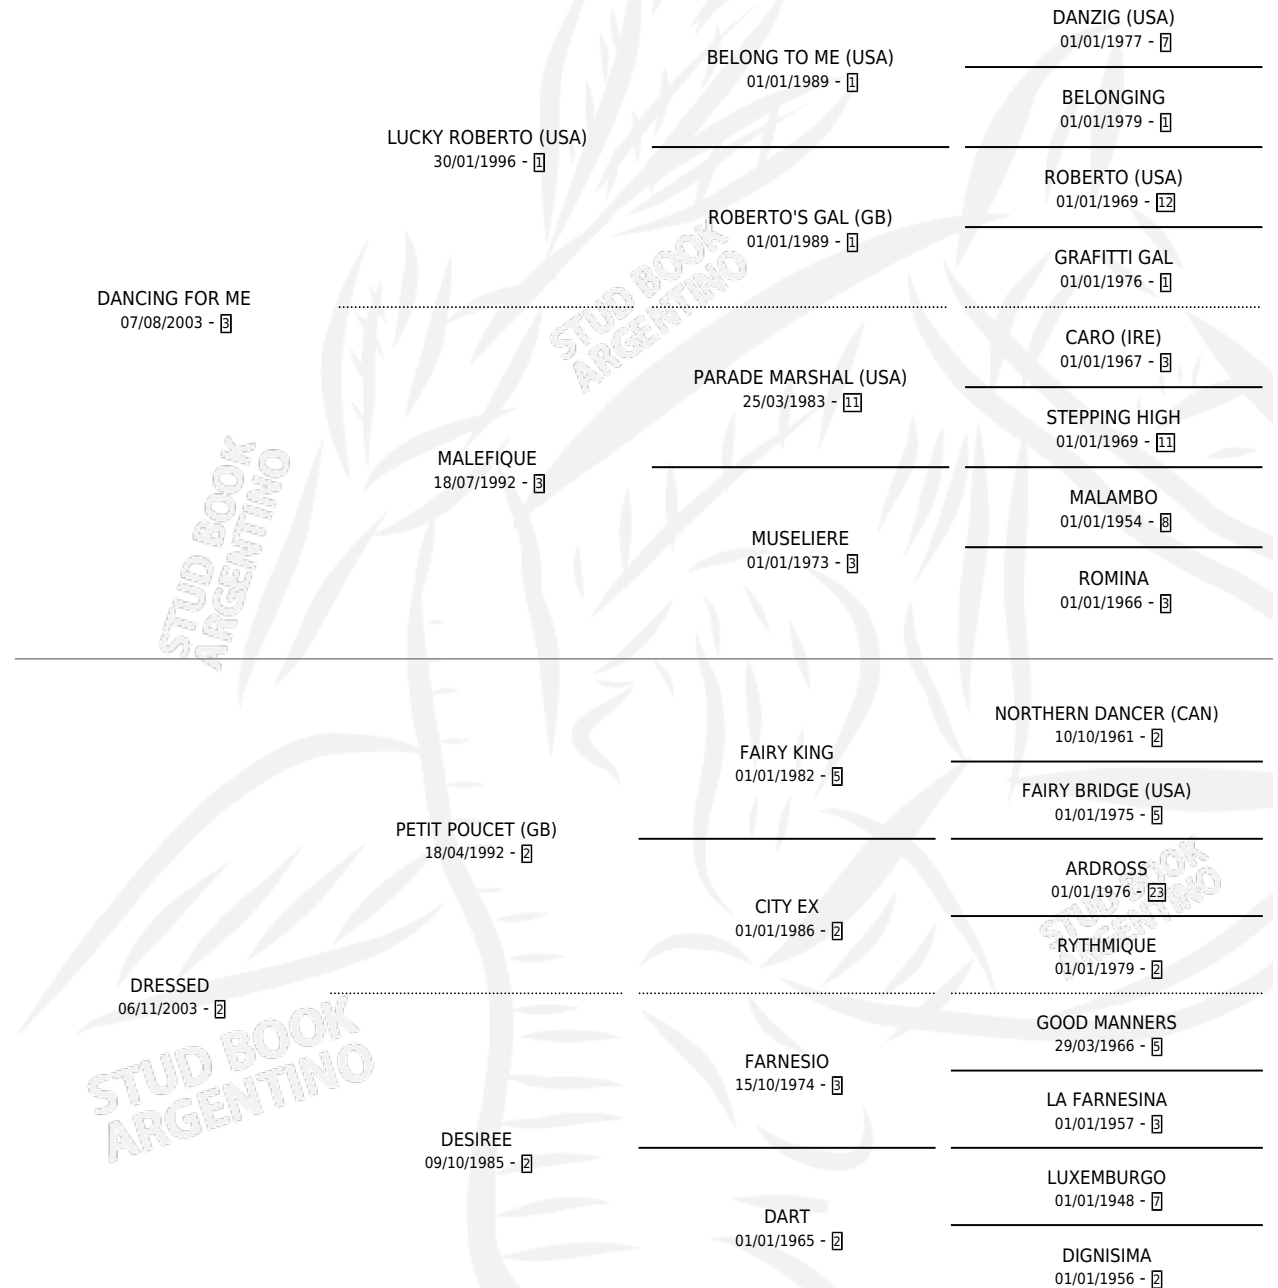 DANZIG (USA)
01/01/1977 - 7
BELONG TO ME (USA)
01/01/1989 - 1
BELONGING
01/01/1979 - 1
LUCKY ROBERTO (USA)
30/01/1996 - 1
ROBERTO (USA)
01/01/1969 - 12
ROBERTO'S GAL (GB)
01/01/1989 - 1
GRAFITTI GAL
01/01/1976 - 1
DANCING FOR ME
07/08/2003 - 3
CARO (IRE)
01/01/1967 - 3
PARADE MARSHAL (USA)
25/03/1983 - 11
STEPPING HIGH
01/01/1969 - 11
MALEFIQUE
18/07/1992 - 3
MALAMBO
01/01/1954 - 8
MUSELIERE
01/01/1973 - 3
ROMINA
01/01/1966 - 3
NORTHERN DANCER (CAN)
10/10/1961 - 2
FAIRY KING
01/01/1982 - 5
FAIRY BRIDGE (USA)
01/01/1975 - 5
PETIT POUCET (GB)
18/04/1992 - 2
ARDROSS
01/01/1976 - 23
CITY EX
01/01/1986 - 2
RYTHMIQUE
01/01/1979 - 2
DRESSED
06/11/2003 - 2
GOOD MANNERS
29/03/1966 - 5
FARNESIO
15/10/1974 - 3
LA FARNESINA
01/01/1957 - 3
DESIREE
09/10/1985 - 2
LUXEMBURGO
01/01/1948 - 7
DART
01/01/1965 - 2
DIGNISIMA
01/01/1956 - 2
STUD BOOK
ARGENTINO
STUD BOOK
ARGENTINO
STUD BOOK
ARGENTINO
STUD BOOK
ARGENTINO